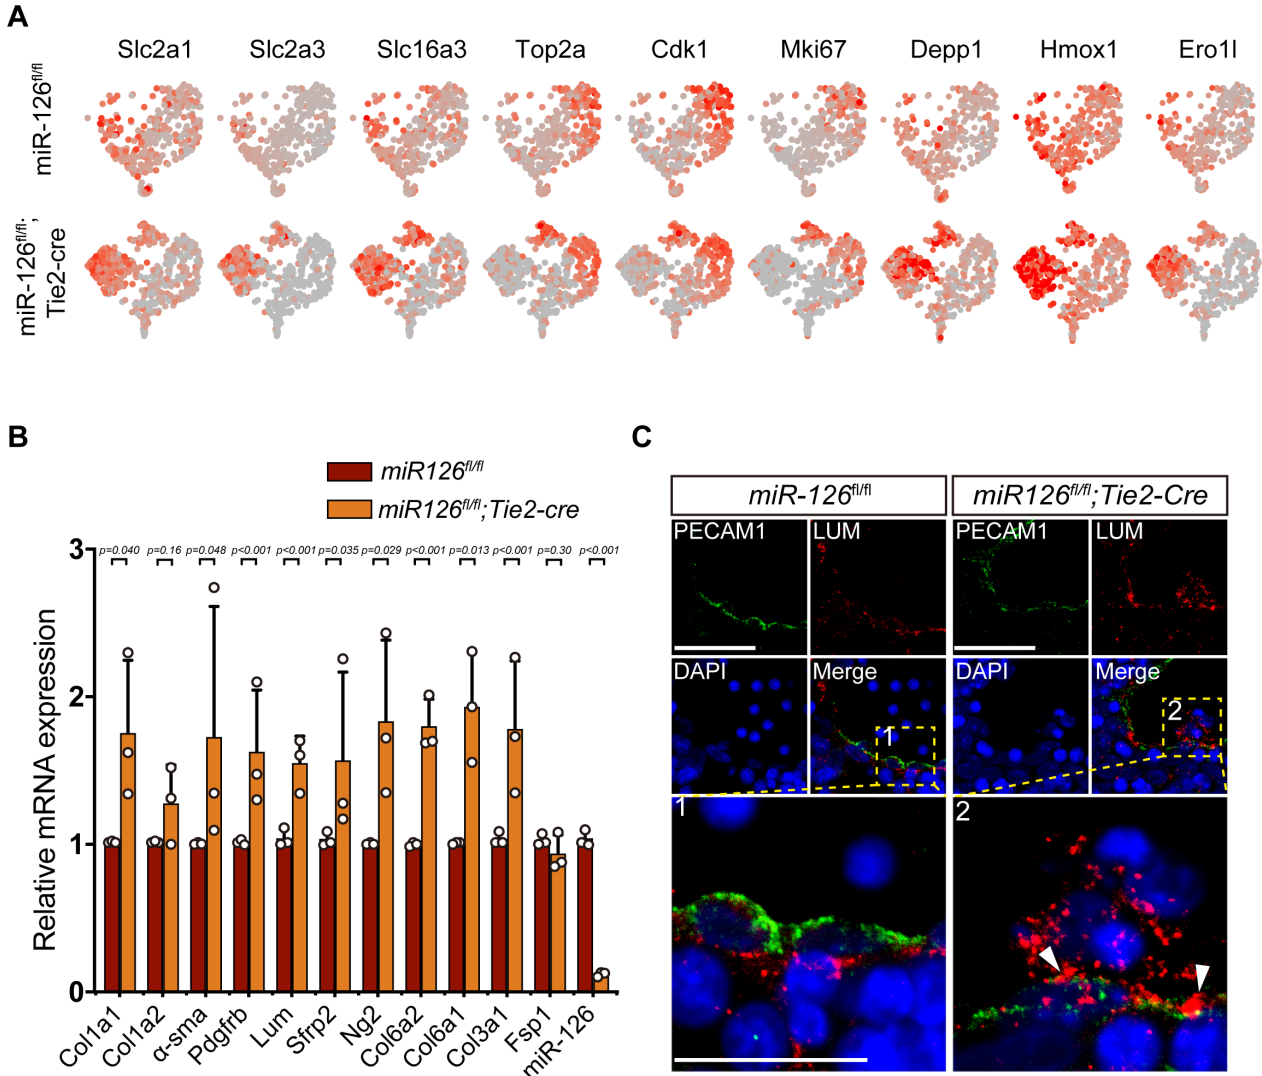 A
Slc2a1 Slc2a3 Slc16a3 Top2a Cdk1 Mki67 Depp1 Hmox1 Ero1l
miR-126fl/fl
miR-126fl/fl;
Tie2-cre
B
miR126fl/fl
miR126fl/fl;Tie2-cre
p=0.040 p=0.16 p=0.048 p<0.001 p<0.001 p=0.035 p=0.029 p<0.001 p=0.013 p<0.001 p=0.30 p<0.001
Relative mRNA expression
3
2
1
0
Col1a1 Col1a2 α-sma Pdgfrb Lum Sfrp2 Ng2 Col6a2 Col6a1 Col3a1 Fsp1 miR-126
C
miR-126fl/fl miR126fl/fl;Tie2-Cre
PECAM1 LUM PECAM1 LUM
DAPI Merge DAPI Merge
1 2
1 2